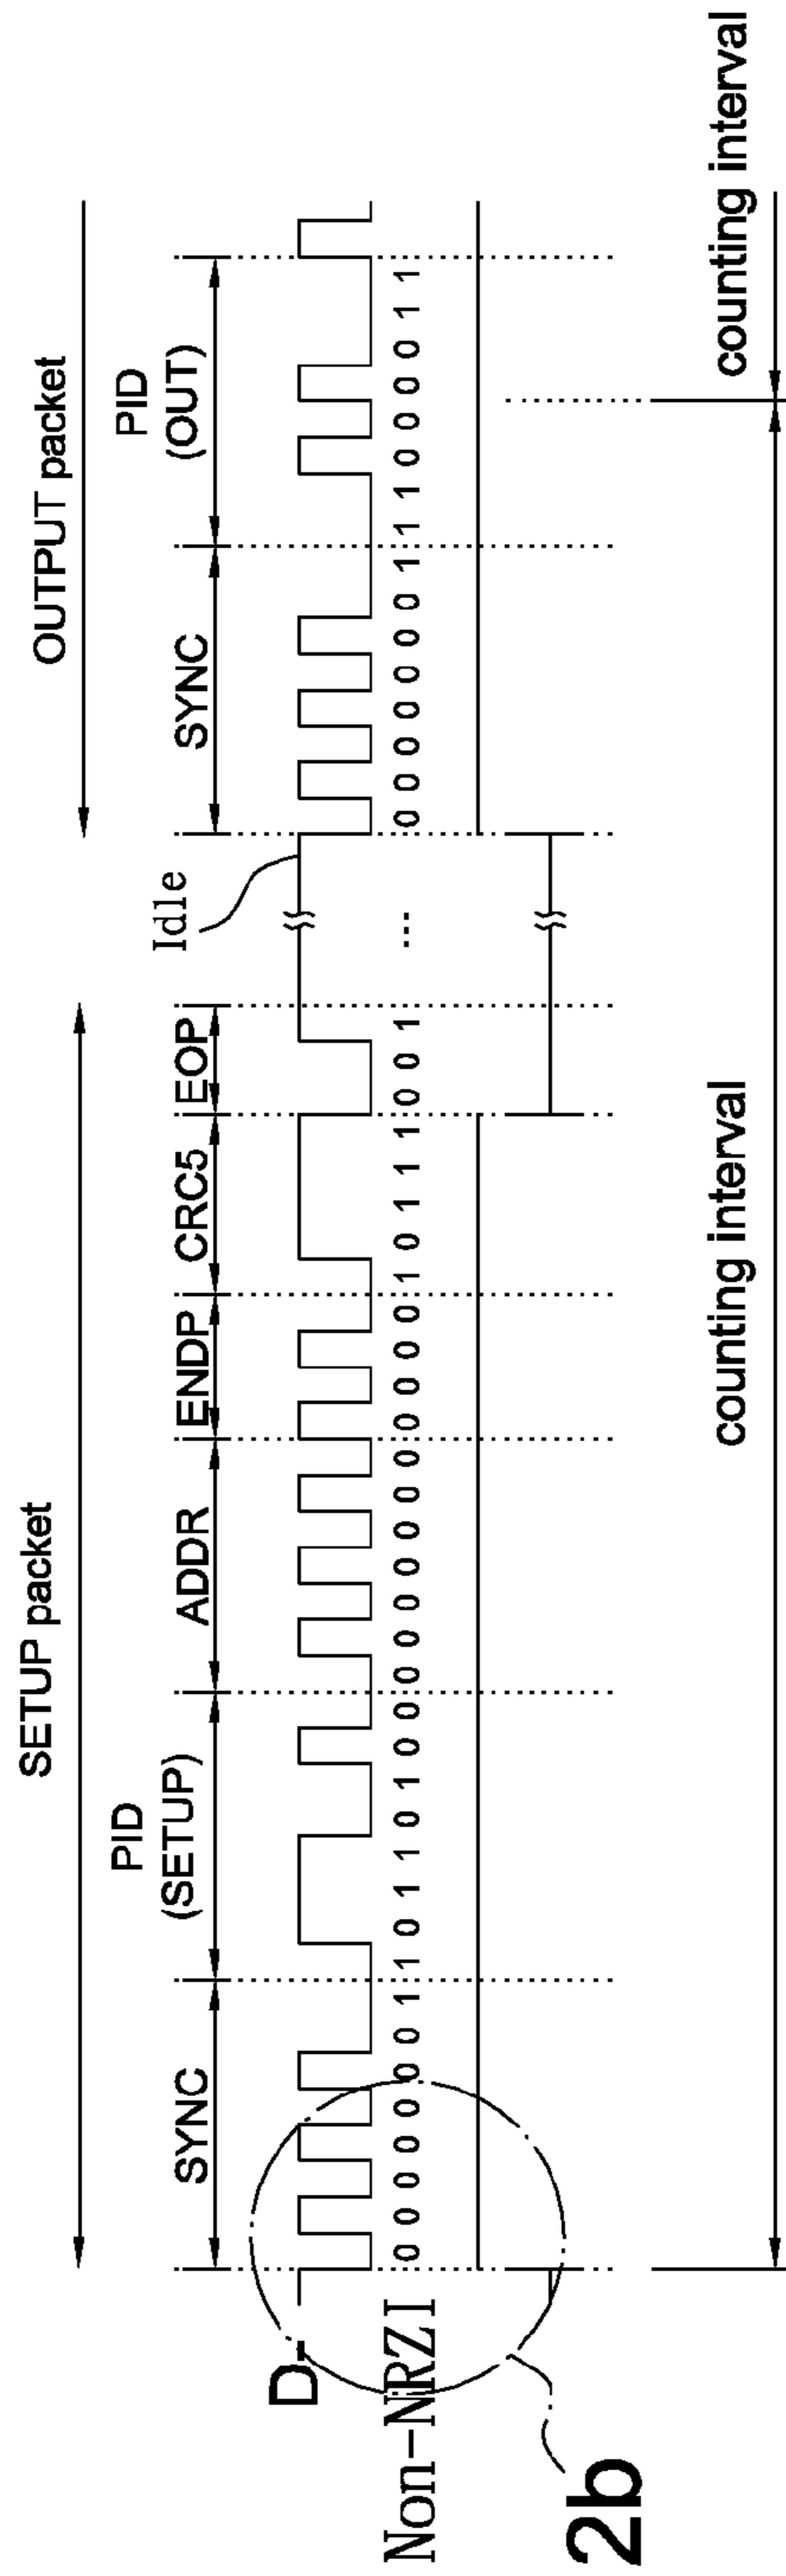 SETUP packet
OUTPUT packet
SYNC
PID
(SETUP)
ADDR
ENDP
CRC5
EOP
Idle
SYNC
PID
(OUT)
D-
Non-NRZI
0 0 0 0 0 0 0 1 1 0 1 1 0 1 0 0 0 0 0 0 0 0 0 0 0 0 0 1 0 1 1 1 0 0 1 ... 0 0 0 0 0 0 0 1 1 1 0 0 0 0 1 1
2b
counting interval
counting interval